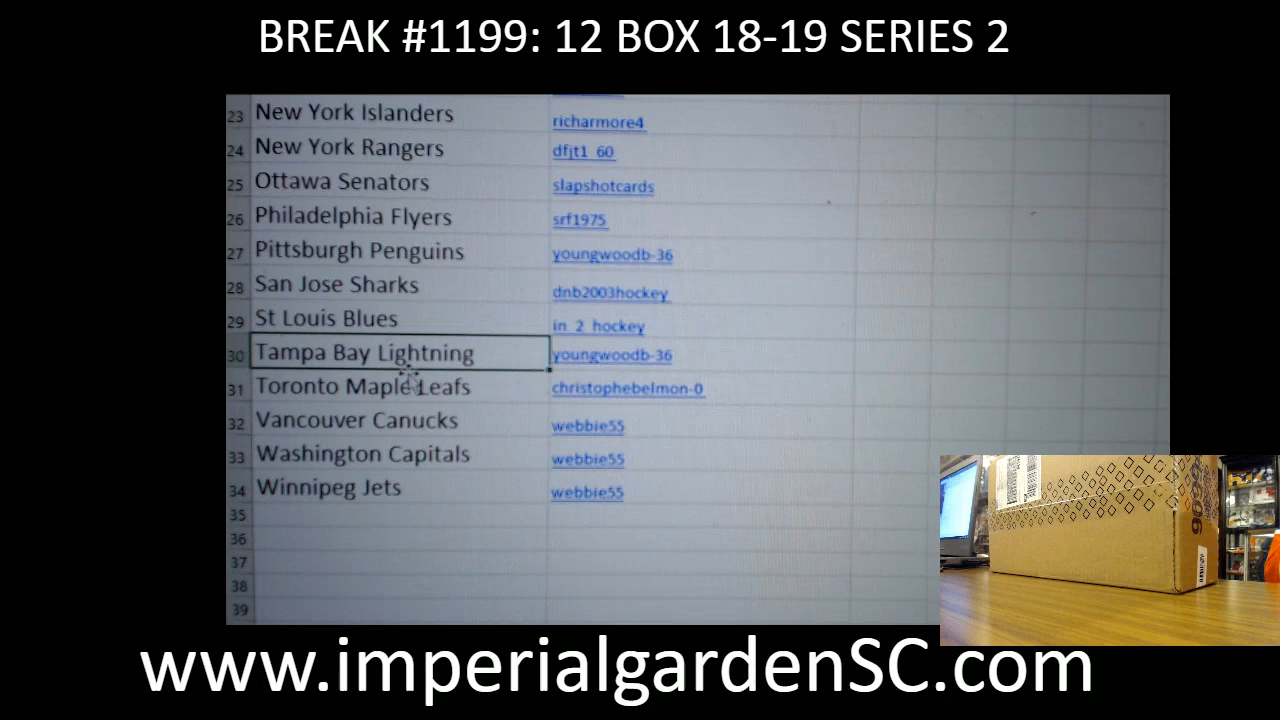 BREAK #1199: 12 BOX 18-19 SERIES 2
23 New York Islanders richarmore4
24 New York Rangers dfjt1_60
25 Ottawa Senators slapshotcards
26 Philadelphia Flyers srf1975
27 Pittsburgh Penguins youngwoodb-36
28 San Jose Sharks dnb2003hockey
29 St Louis Blues in_2_hockey
30 Tampa Bay Lightning youngwoodb-36
31 Toronto Maple Leafs christophebelmon-0
32 Vancouver Canucks webbie55
33 Washington Capitals webbie55
34 Winnipeg Jets webbie55
35
36
37
38
39
www.imperialgardenSC.com